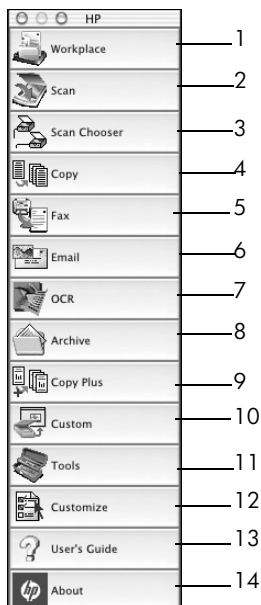 HP
Workplace 1
Scan 2
Scan Chooser 3
Copy 4
Fax 5
Email 6
OCR 7
Archive 8
Copy Plus 9
Custom 10
Tools 11
Customize 12
User's Guide 13
hp About 14